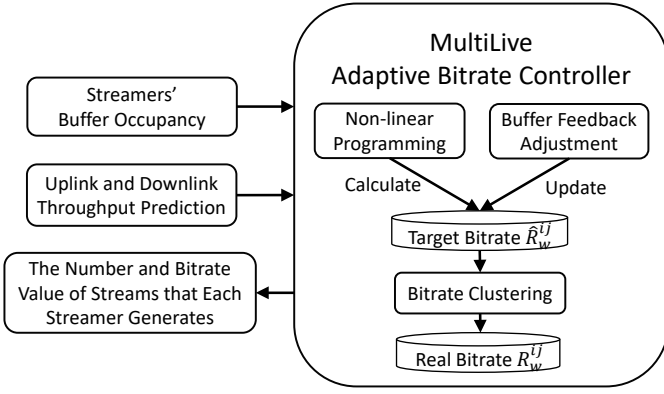 MultiLive
Adaptive Bitrate Controller
Streamers'
Buffer Occupancy
Uplink and Downlink
Throughput Prediction
The Number and Bitrate
Value of Streams that Each
Streamer Generates
Non-linear
Programming
Buffer Feedback
Adjustment
Calculate
Update
Target Bitrate $\hat{R}_w^{ij}$
Bitrate Clustering
Real Bitrate $R_w^{ij}$